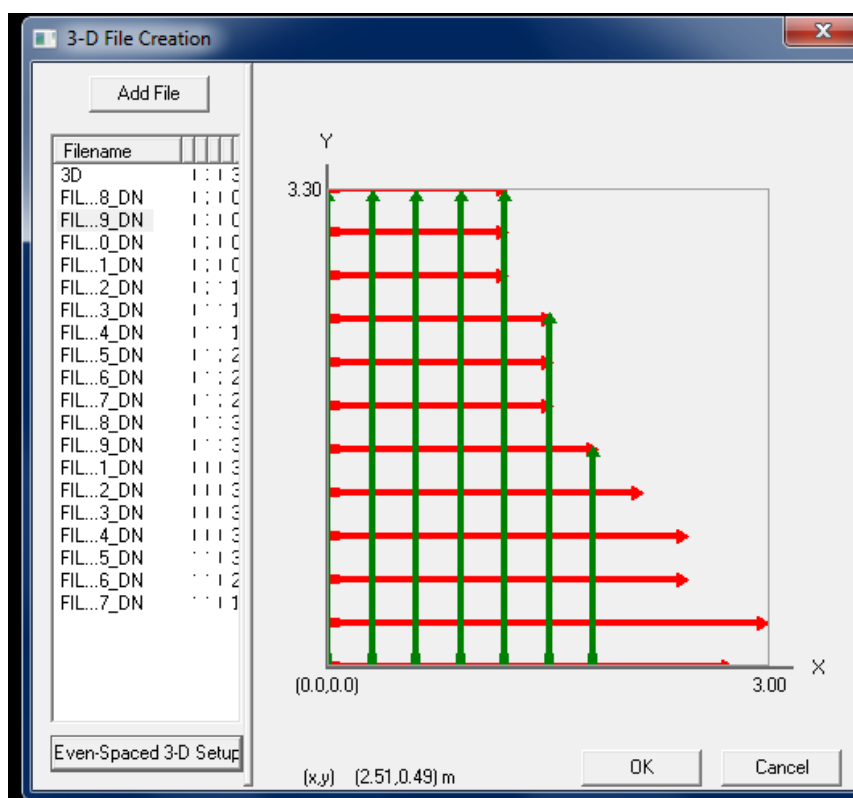 3-D File Creation
Add File
Filename
3D
FIL...8_DN
FIL...9_DN
FIL...0_DN
FIL...1_DN
FIL...2_DN
FIL...3_DN
FIL...4_DN
FIL...5_DN
FIL...6_DN
FIL...7_DN
FIL...8_DN
FIL...9_DN
FIL...1_DN
FIL...2_DN
FIL...3_DN
FIL...4_DN
FIL...5_DN
FIL...6_DN
FIL...7_DN
Even-Spaced 3-D Setup
Y
3.30
X
(0.0,0.0)
3.00
(x,y) (2.51,0.49) m
OK
Cancel